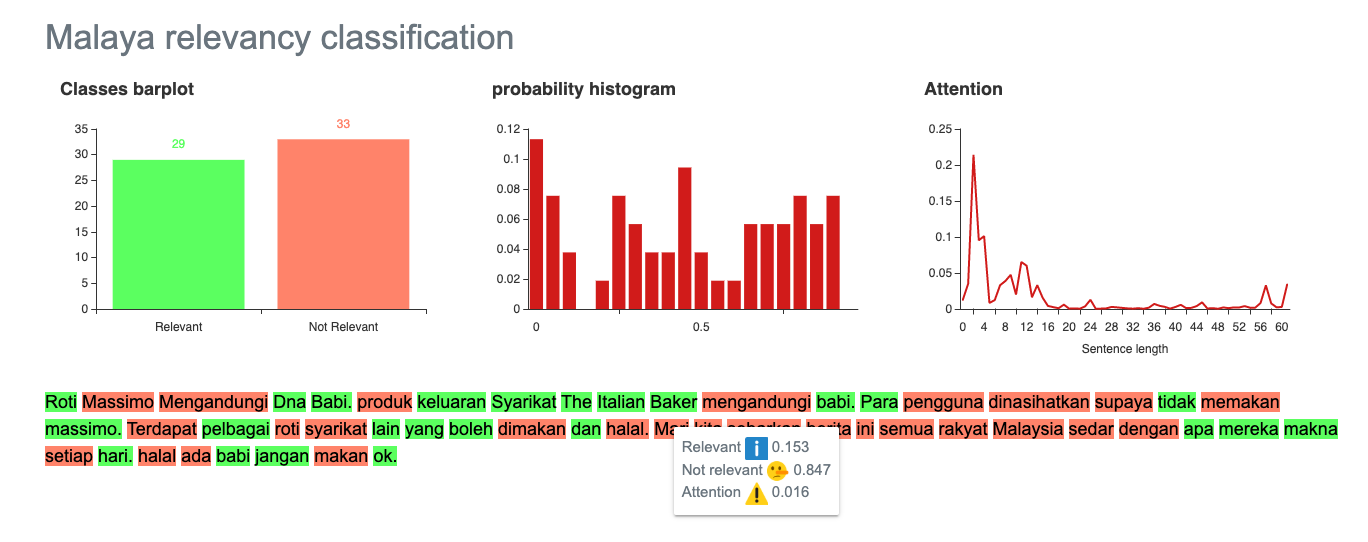 Malaya relevancy classification
Classes barplot
35
30
25
20
15
10
5
0
29
33
Relevant
Not Relevant
probability histogram
0.12
0.1
0.08
0.06
0.04
0.02
0
0
0.5
Attention
0.25
0.2
0.15
0.1
0.05
0
0 4 8 12 16 20 24 28 32 36 40 44 48 52 56 60
Sentence length
Roti Massimo Mengandungi Dna Babi. produk keluaran Syarikat The Italian Baker mengandungi babi. Para pengguna dinasihatkan supaya tidak memakan
massimo. Terdapat pelbagai roti syarikat lain yang boleh dimakan dan halal. Mari kita sebarkan berita ini semua rakyat Malaysia sedar dengan apa mereka makna
setiap hari. halal ada babi jangan makan ok.
Relevant 0.153
Not relevant 0.847
Attention 0.016